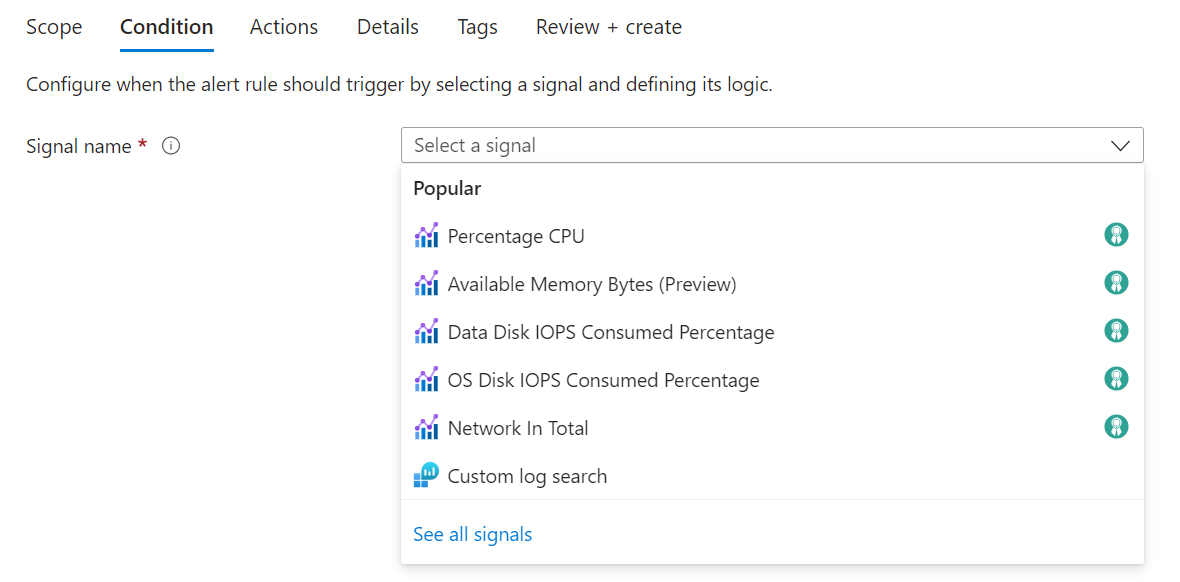 Scope Condition Actions Details Tags Review + create
Configure when the alert rule should trigger by selecting a signal and defining its logic.
Signal name * Select a signal
Popular
Percentage CPU
Available Memory Bytes (Preview)
Data Disk IOPS Consumed Percentage
OS Disk IOPS Consumed Percentage
Network In Total
Custom log search
See all signals